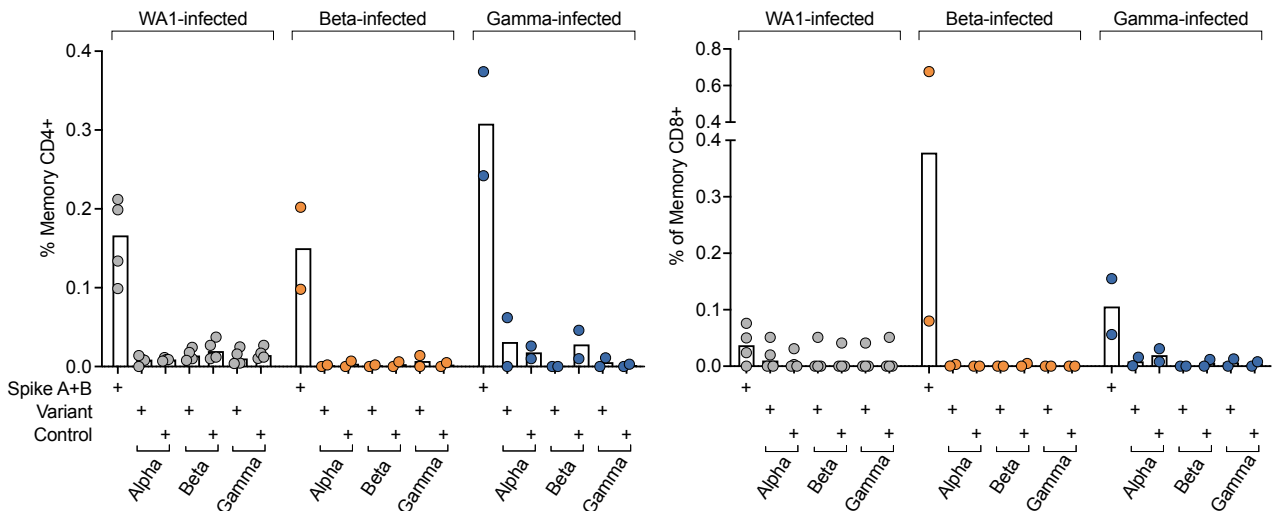 WA1-infected Beta-infected Gamma-infected
% Memory CD4+
0.4
0.3
0.2
0.1
0.0
Spike A+B + + +
Variant + + + + + + + + +
Control + + + + + + + + +
Alpha Beta Gamma Alpha Beta Gamma Alpha Beta Gamma
WA1-infected Beta-infected Gamma-infected
% of Memory CD8+
0.8
0.6
0.4
0.4
0.3
0.2
0.1
0.0
+ + +
+ + + + + + + + +
+ + + + + + + + +
Alpha Beta Gamma Alpha Beta Gamma Alpha Beta Gamma